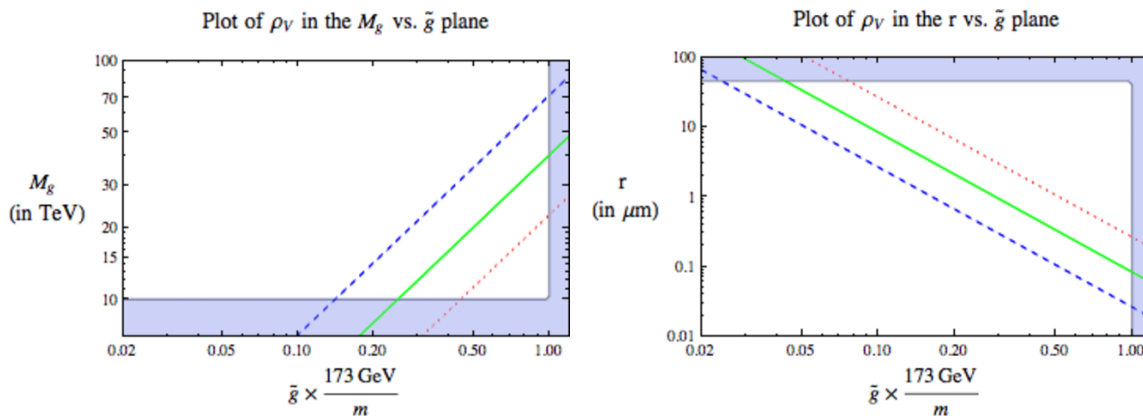 Plot of ρ_V in the M_g vs. g̃ plane
100
70
50
30
20
15
10
M_g
(in TeV)
0.02
0.10
0.20
0.50
1.00
g̃ × 173 GeV
m
Plot of ρ_V in the r vs. g̃ plane
100
10
1
0.1
0.01
r
(in μm)
0.02
0.05
0.10
0.20
0.50
1.00
g̃ × 173 GeV
m